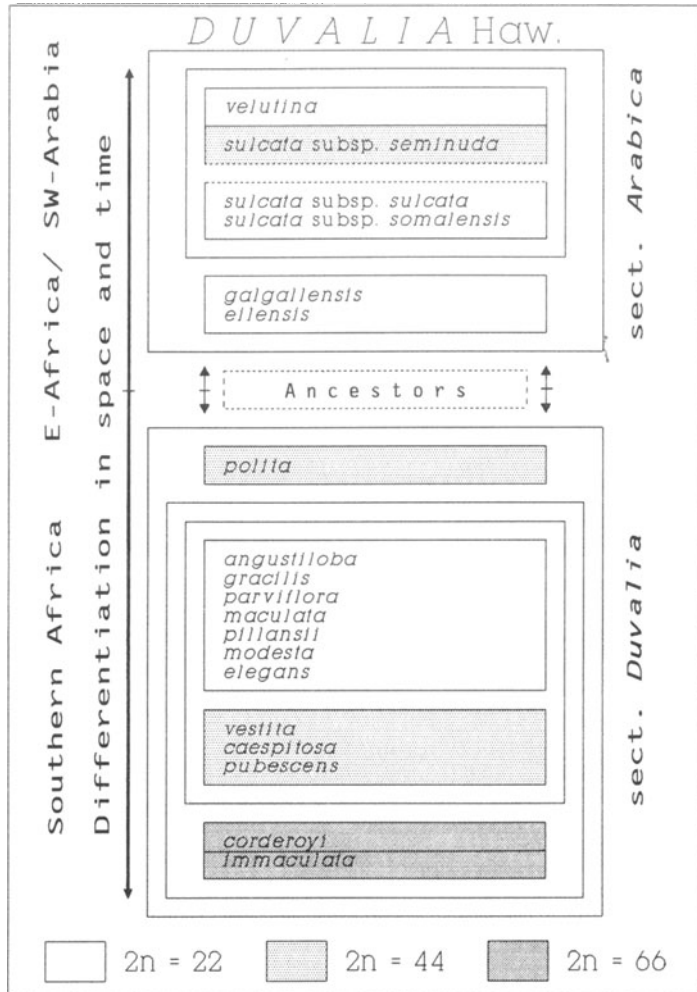 DUVALIA Haw.
E-Africa/ SW-Arabia
Southern Africa
Differentiation in space and time
velutina
sulcata subsp. seminuda
sulcata subsp. sulcata
sulcata subsp. somalensis
galgallensis
eilensis
sect. Arabica
Ancestors
polita
angustiloba
gracilis
parviflora
maculata
pillansii
modesta
elegans
vestita
caespitosa
pubescens
corderoyi
immaculata
sect. Duvalia
2n = 22
2n = 44
2n = 66